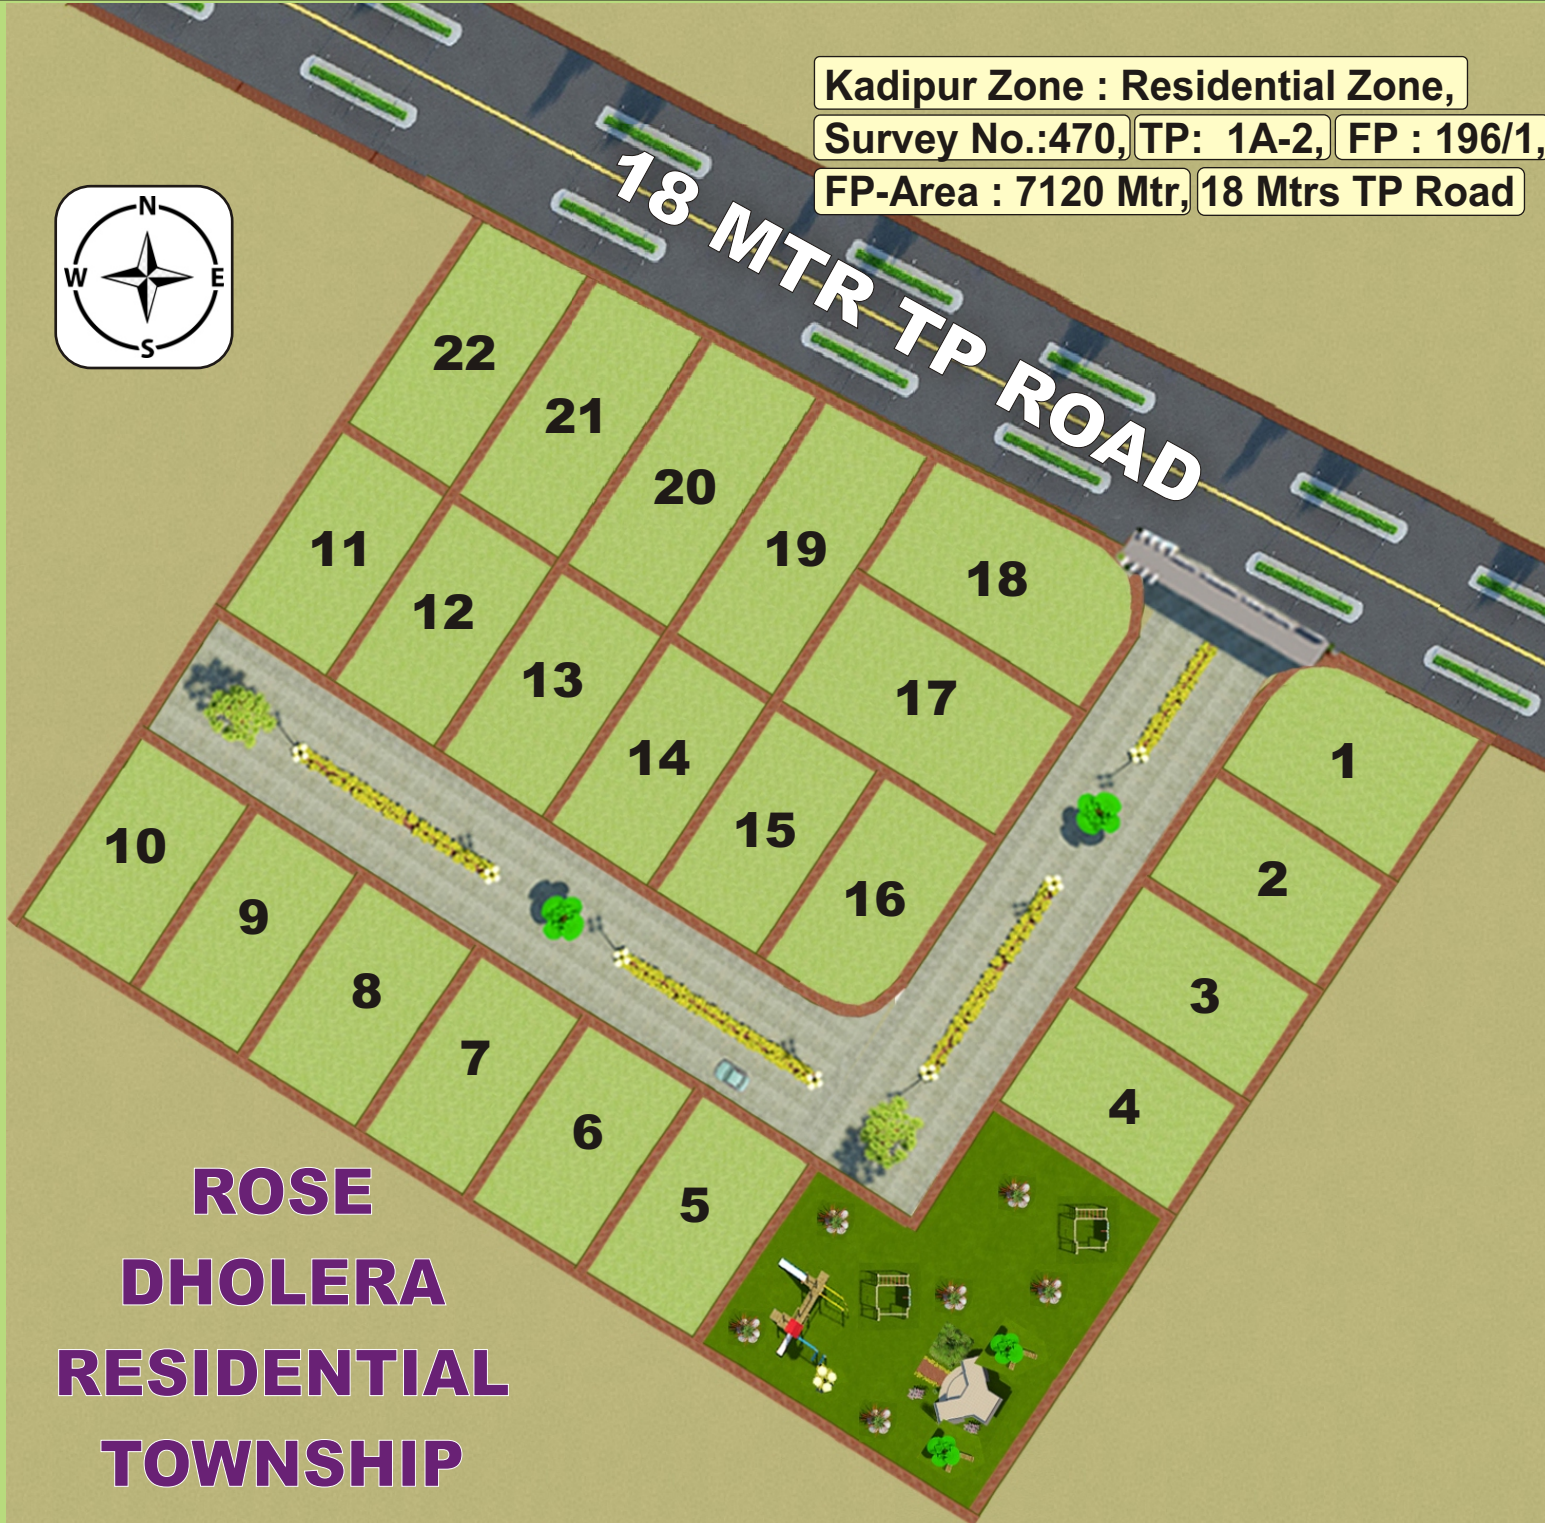 Kadipur Zone : Residential Zone,
Survey No.:470, TP: 1A-2, FP : 196/1,
FP-Area : 7120 Mtr, 18 Mtrs TP Road
N
W E
S
18 MTR TP ROAD
22
21
20
19
18
17
11
12
13
14
15
16
1
2
3
4
10
9
8
7
6
5
ROSE
DHOLERA
RESIDENTIAL
TOWNSHIP